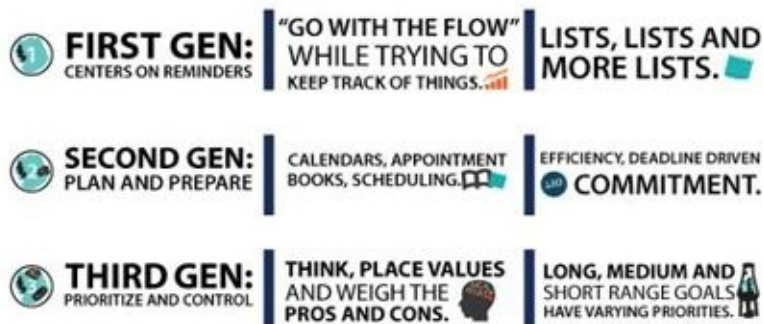 FIRST GEN:
CENTERS ON REMINDERS
"GO WITH THE FLOW"
WHILE TRYING TO
KEEP TRACK OF THINGS.
LISTS, LISTS AND
MORE LISTS.
SECOND GEN:
PLAN AND PREPARE
CALENDARS, APPOINTMENT
BOOKS, SCHEDULING.
EFFICIENCY, DEADLINE DRIVEN
COMMITMENT.
THIRD GEN:
PRIORITIZE AND CONTROL
THINK, PLACE VALUES
AND WEIGH THE
PROS AND CONS.
LONG, MEDIUM AND
SHORT RANGE GOALS
HAVE VARYING PRIORITIES.